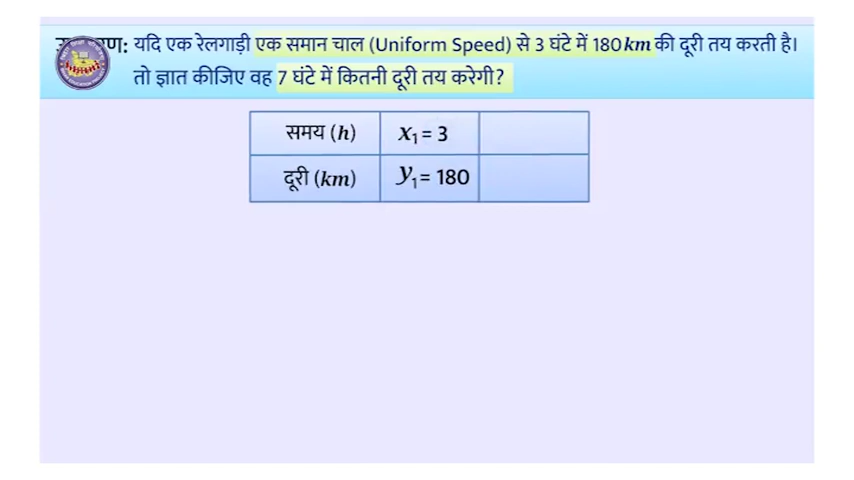 यदि एक रेलगाड़ी एक समान चाल (Uniform Speed) से 3 घंटे में 180 km की दूरी तय करती है।
तो ज्ञात कीजिए वह 7 घंटे में कितनी दूरी तय करेगी?
समय (h) x₁ = 3
दूरी (km) y₁ = 180